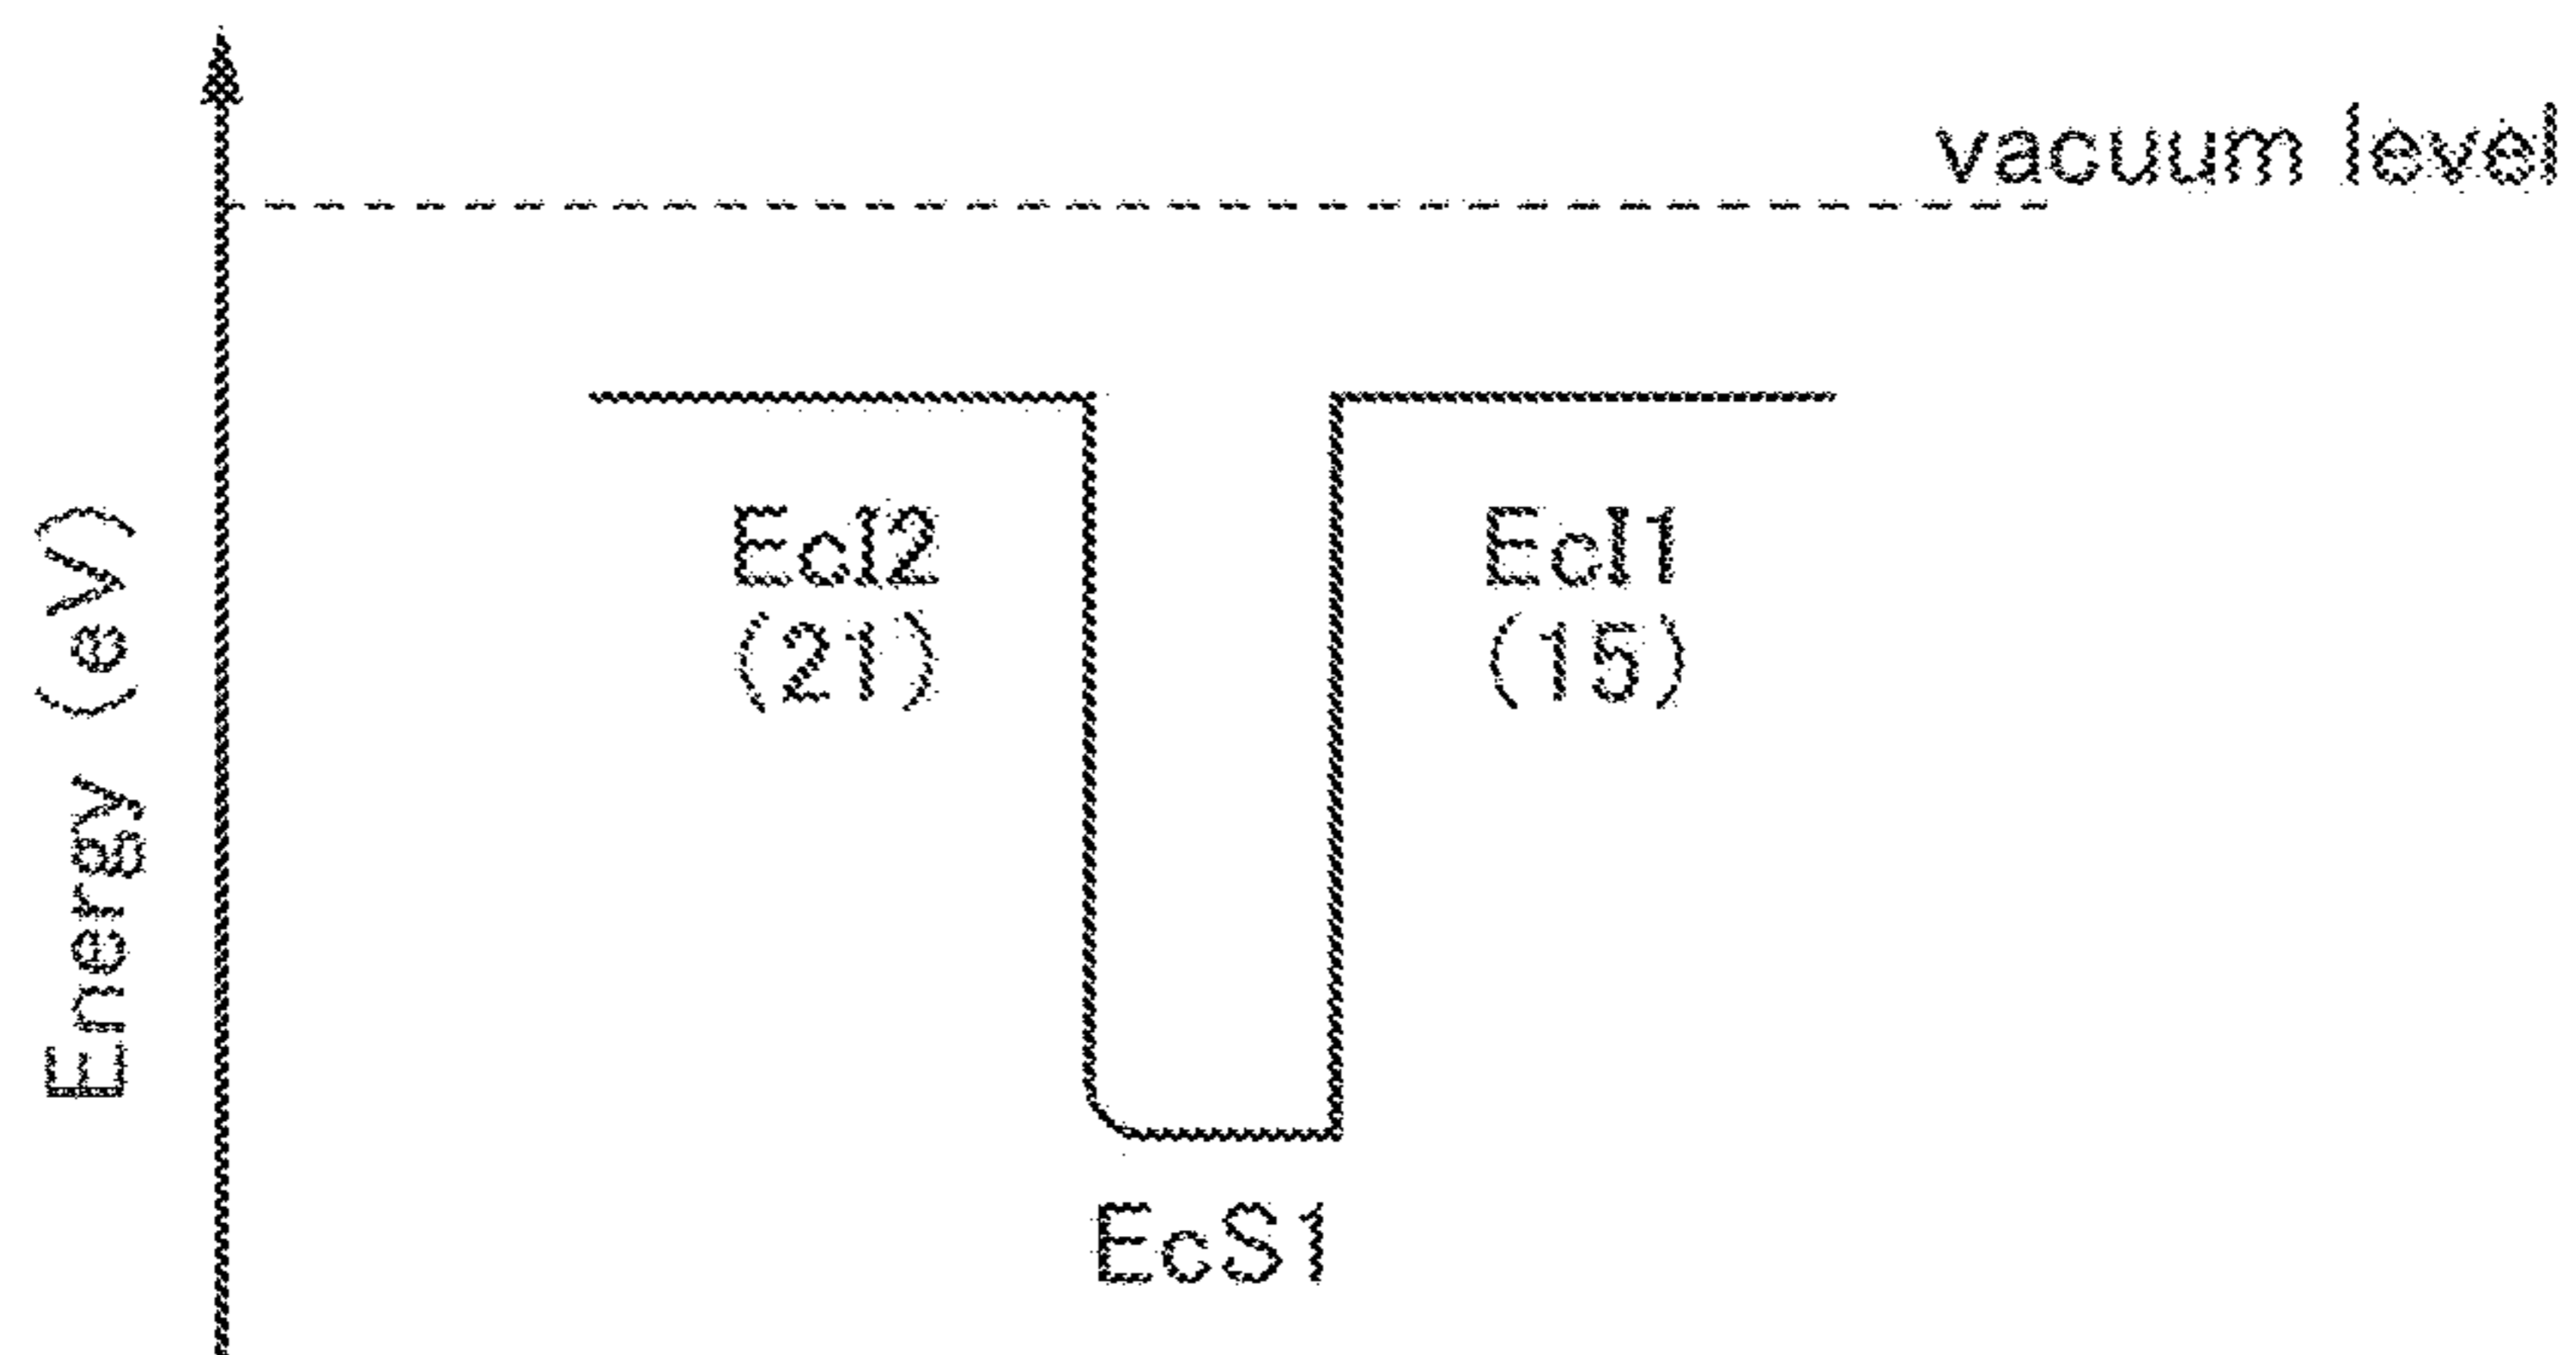 vacuum level
Energy (eV)
EcI2
(21)
EcI1
(15)
EcS1